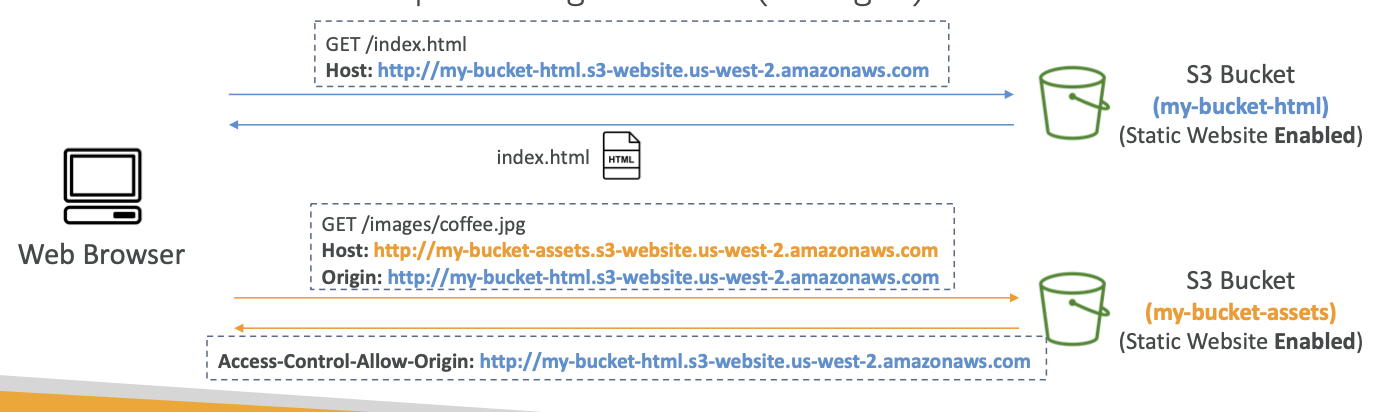 GET /index.html
Host: http://my-bucket-html.s3-website.us-west-2.amazonaws.com
S3 Bucket
(my-bucket-html)
(Static Website Enabled)
index.html
HTML
GET /images/coffee.jpg
Host: http://my-bucket-assets.s3-website.us-west-2.amazonaws.com
Origin: http://my-bucket-html.s3-website.us-west-2.amazonaws.com
Web Browser
S3 Bucket
(my-bucket-assets)
(Static Website Enabled)
Access-Control-Allow-Origin: http://my-bucket-html.s3-website.us-west-2.amazonaws.com